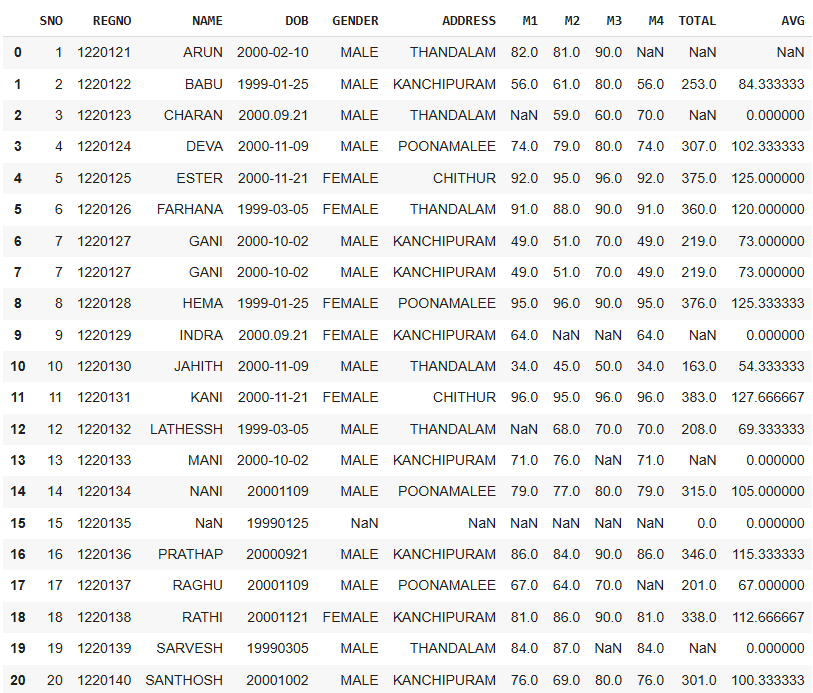 SNO REGNO NAME DOB GENDER ADDRESS M1 M2 M3 M4 TOTAL AVG
0 1 1220121 ARUN 2000-02-10 MALE THANDALAM 82.0 81.0 90.0 NaN NaN NaN
1 2 1220122 BABU 1999-01-25 MALE KANCHIPURAM 56.0 61.0 80.0 56.0 253.0 84.333333
2 3 1220123 CHARAN 2000.09.21 MALE THANDALAM NaN 59.0 60.0 70.0 NaN 0.000000
3 4 1220124 DEVA 2000-11-09 MALE POONAMALEE 74.0 79.0 80.0 74.0 307.0 102.333333
4 5 1220125 ESTER 2000-11-21 FEMALE CHITHUR 92.0 95.0 96.0 92.0 375.0 125.000000
5 6 1220126 FARHANA 1999-03-05 FEMALE THANDALAM 91.0 88.0 90.0 91.0 360.0 120.000000
6 7 1220127 GANI 2000-10-02 MALE KANCHIPURAM 49.0 51.0 70.0 49.0 219.0 73.000000
7 7 1220127 GANI 2000-10-02 MALE KANCHIPURAM 49.0 51.0 70.0 49.0 219.0 73.000000
8 8 1220128 HEMA 1999-01-25 FEMALE POONAMALEE 95.0 96.0 90.0 95.0 376.0 125.333333
9 9 1220129 INDRA 2000.09.21 FEMALE KANCHIPURAM 64.0 NaN NaN 64.0 NaN 0.000000
10 10 1220130 JAHITH 2000-11-09 MALE THANDALAM 34.0 45.0 50.0 34.0 163.0 54.333333
11 11 1220131 KANI 2000-11-21 FEMALE CHITHUR 96.0 95.0 96.0 96.0 383.0 127.666667
12 12 1220132 LATHESSH 1999-03-05 MALE THANDALAM NaN 68.0 70.0 70.0 208.0 69.333333
13 13 1220133 MANI 2000-10-02 MALE KANCHIPURAM 71.0 76.0 NaN 71.0 NaN 0.000000
14 14 1220134 NANI 20001109 MALE POONAMALEE 79.0 77.0 80.0 79.0 315.0 105.000000
15 15 1220135 NaN 19990125 NaN NaN NaN NaN NaN NaN 0.0 0.000000
16 16 1220136 PRATHAP 20000921 MALE KANCHIPURAM 86.0 84.0 90.0 86.0 346.0 115.333333
17 17 1220137 RAGHU 20001109 MALE POONAMALEE 67.0 64.0 70.0 NaN 201.0 67.000000
18 18 1220138 RATHI 20001121 FEMALE KANCHIPURAM 81.0 86.0 90.0 81.0 338.0 112.666667
19 19 1220139 SARVESH 19990305 MALE THANDALAM 84.0 87.0 NaN 84.0 NaN 0.000000
20 20 1220140 SANTHOSH 20001002 MALE KANCHIPURAM 76.0 69.0 80.0 76.0 301.0 100.333333